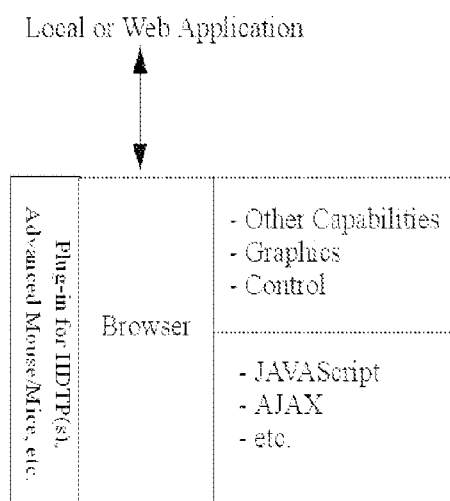 Local or Web Application
Plug-in for HDTP(s),
Advanced Mouse/Mice, etc.
Browser
- Other Capabilities
- Graphics
- Control
- JAVAScript
- AJAX
- etc.